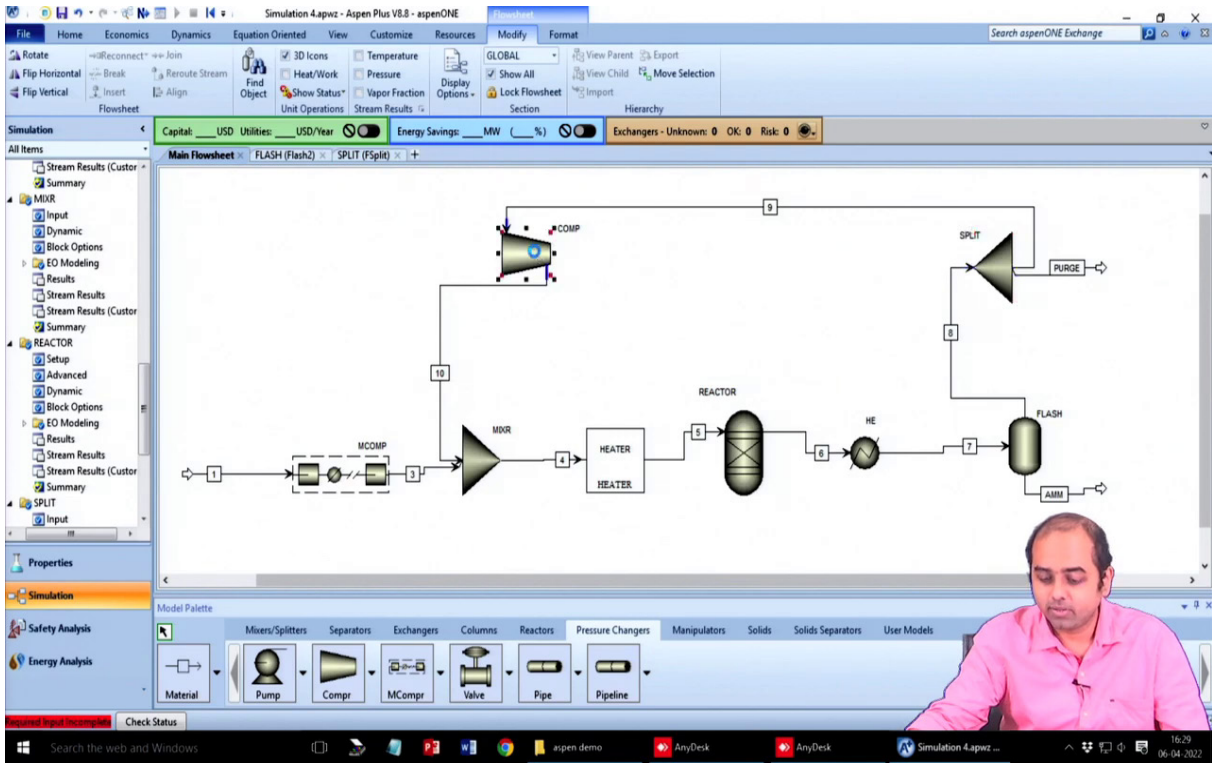 Simulation 4.apwz - Aspen Plus V8.8 - aspenONE
Flowsheet
File Home Economics Dynamics Equation Oriented View Customize Resources Modify Format
Search aspenONE Exchange
Rotate Reconnect Join
Flip Horizontal Break Reroute Stream
Flip Vertical Insert Align
Flowsheet
Find Object
3D Icons
Heat/Work
Show Status
Unit Operations
Temperature
Pressure
Vapor Fraction
Stream Results
Display Options
GLOBAL
Show All
Lock Flowsheet
Section
View Parent Export
View Child Move Selection
Import
Hierarchy
Simulation
All Items
Capital: ____ USD Utilities: ____ USD/Year
Energy Savings: ____ MW (____ %)
Exchangers - Unknown: 0 OK: 0 Risk: 0
Main Flowsheet FLASH (Flash2) SPLIT (FSplit) +
Stream Results (Custor
Summary
MIXR
Input
Dynamic
Block Options
EO Modeling
Results
Stream Results
Stream Results (Custor
Summary
REACTOR
Setup
Advanced
Dynamic
Block Options
EO Modeling
Results
Stream Results
Stream Results (Custor
Summary
SPLIT
Input
Properties
Simulation
Safety Analysis
Energy Analysis
9
COMP
SPLIT
PURGE
8
10
REACTOR
FLASH
MIXR
HE
MCOMP
5
HEATER
1
3
4
6
7
HEATER
AMM
Model Palette
Mixers/Splitters Separators Exchangers Columns Reactors Pressure Changers Manipulators Solids Solids Separators User Models
Material Pump Compr MCompr Valve Pipe Pipeline
Required Input Incomplete Check Status
Search the web and Windows
aspen demo
AnyDesk
AnyDesk
Simulation 4.apwz ...
16:29
06-04-2022